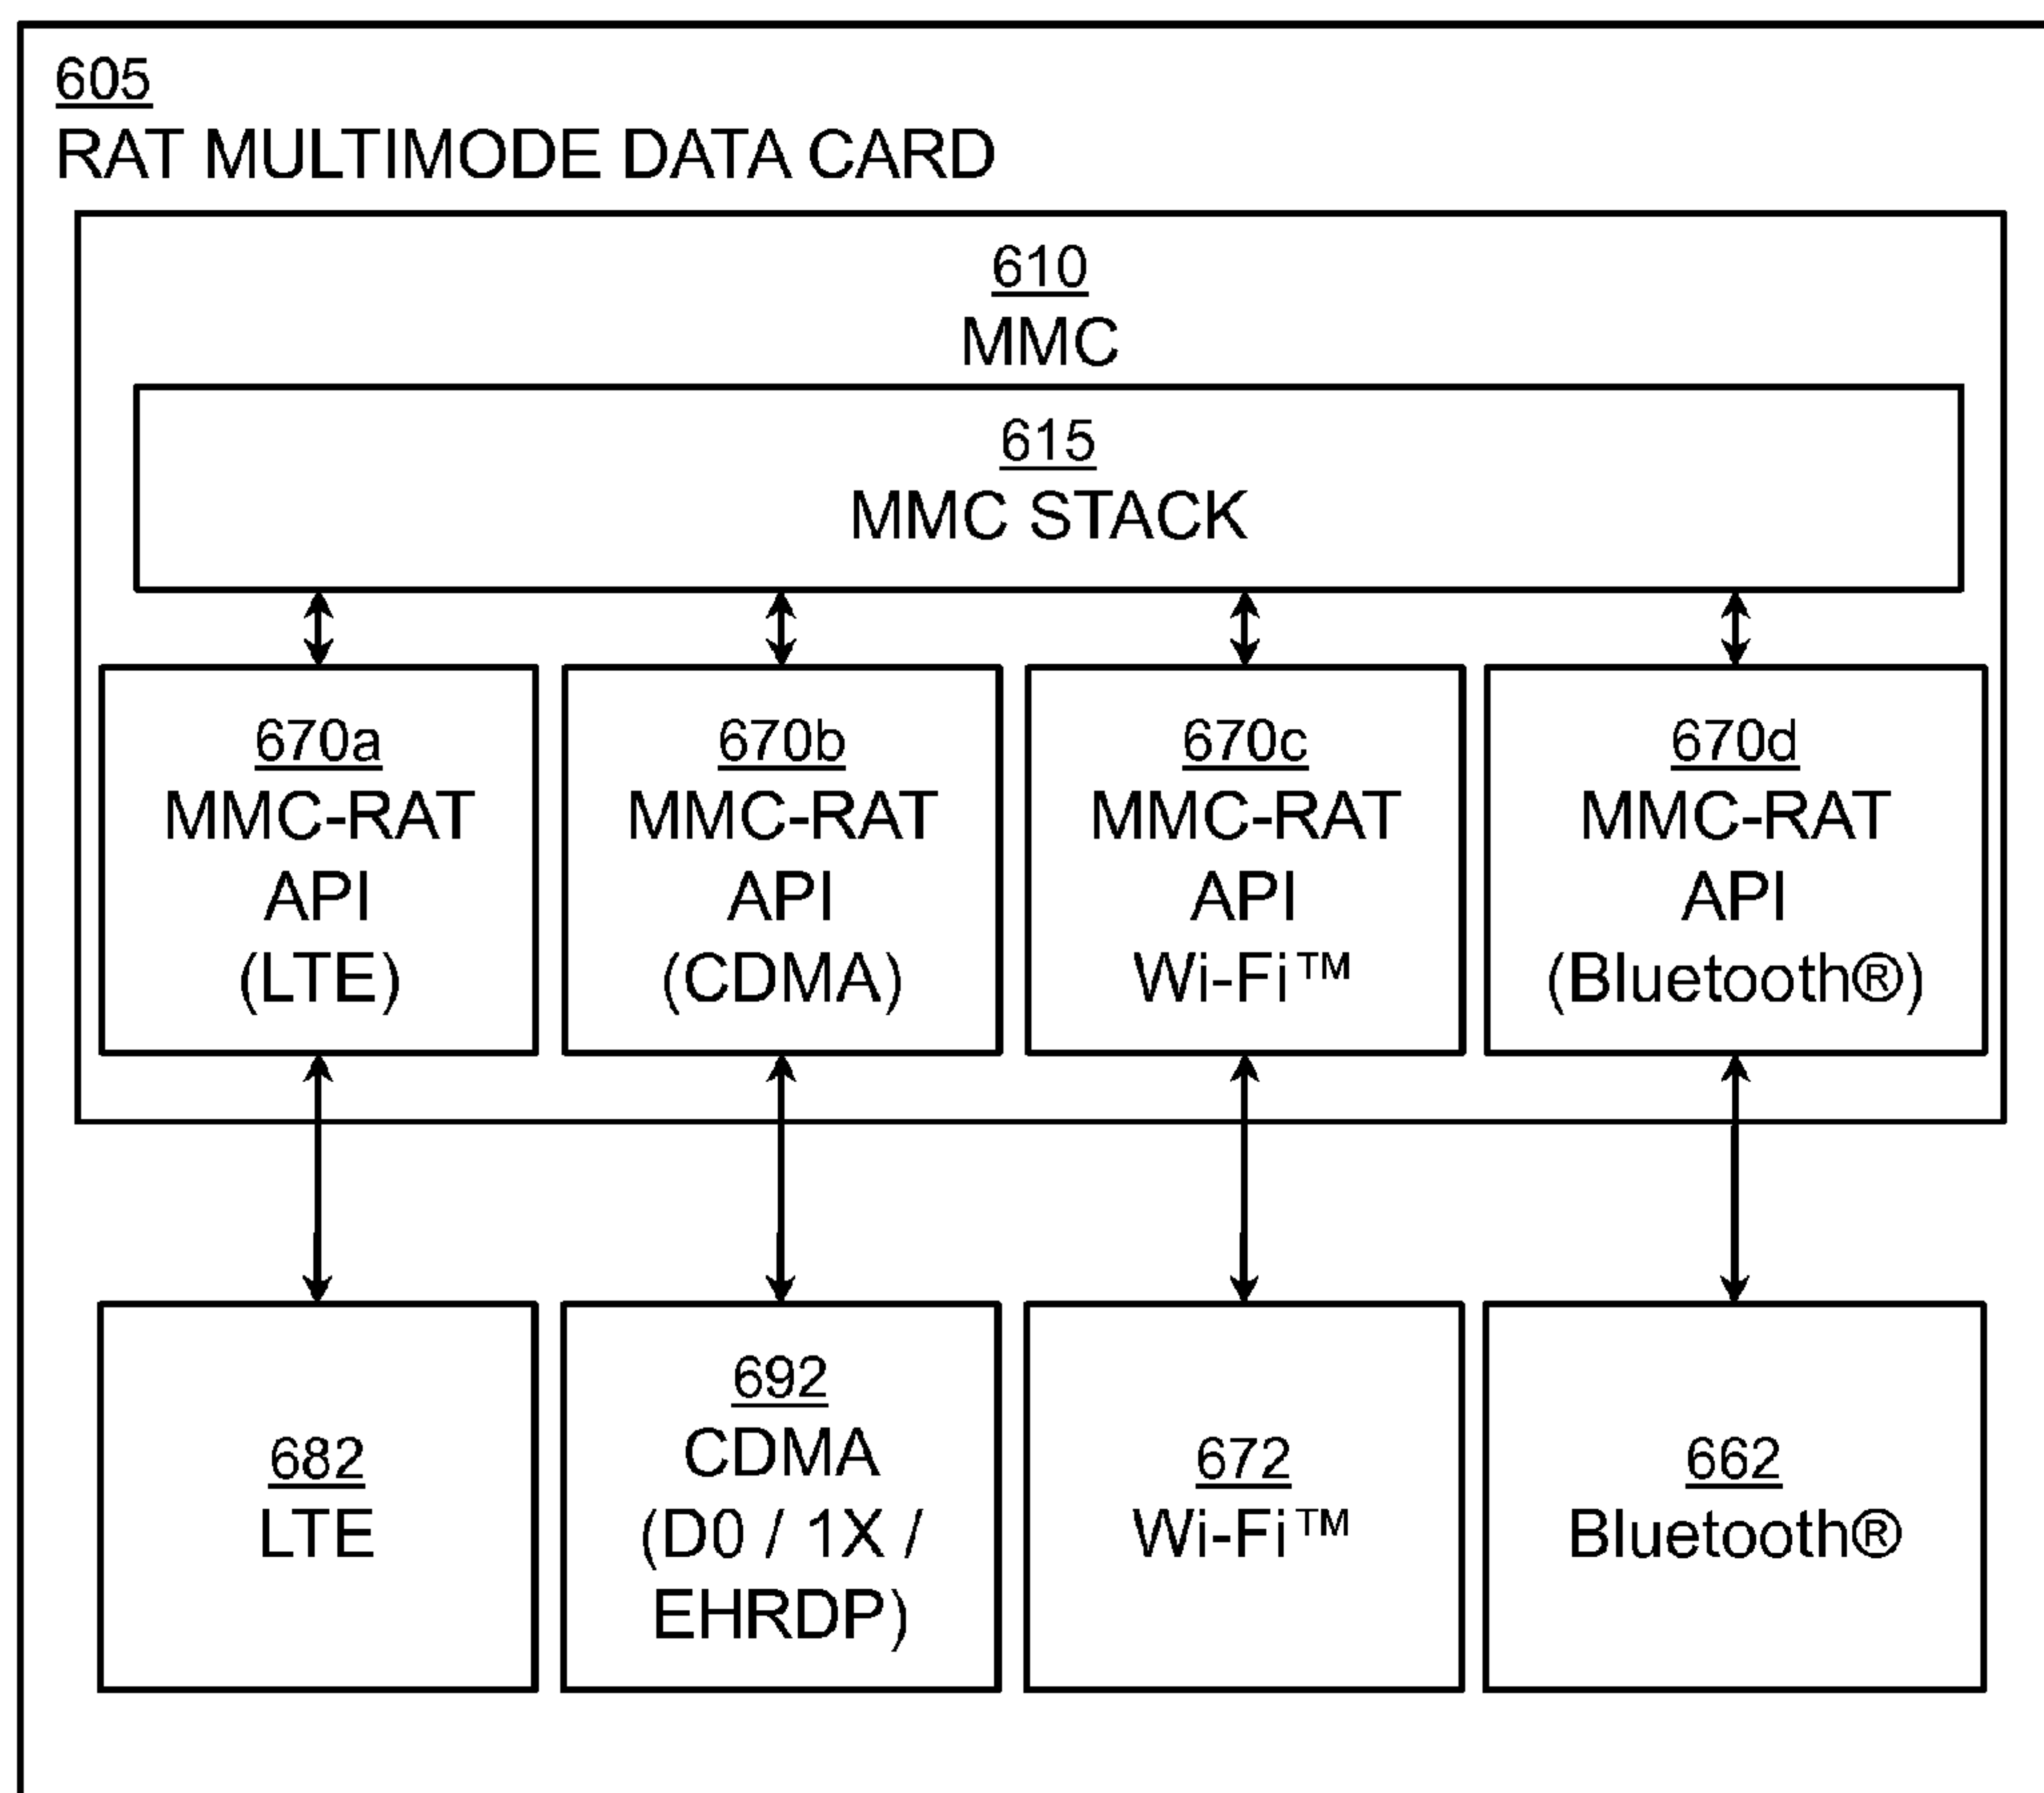 605
RAT MULTIMODE DATA CARD
610
MMC
615
MMC STACK
670a
MMC-RAT
API
(LTE)
670b
MMC-RAT
API
(CDMA)
670c
MMC-RAT
API
Wi-Fi™
670d
MMC-RAT
API
(Bluetooth®)
682
LTE
692
CDMA
(D0 / 1X /
EHRDP)
672
Wi-Fi™
662
Bluetooth®